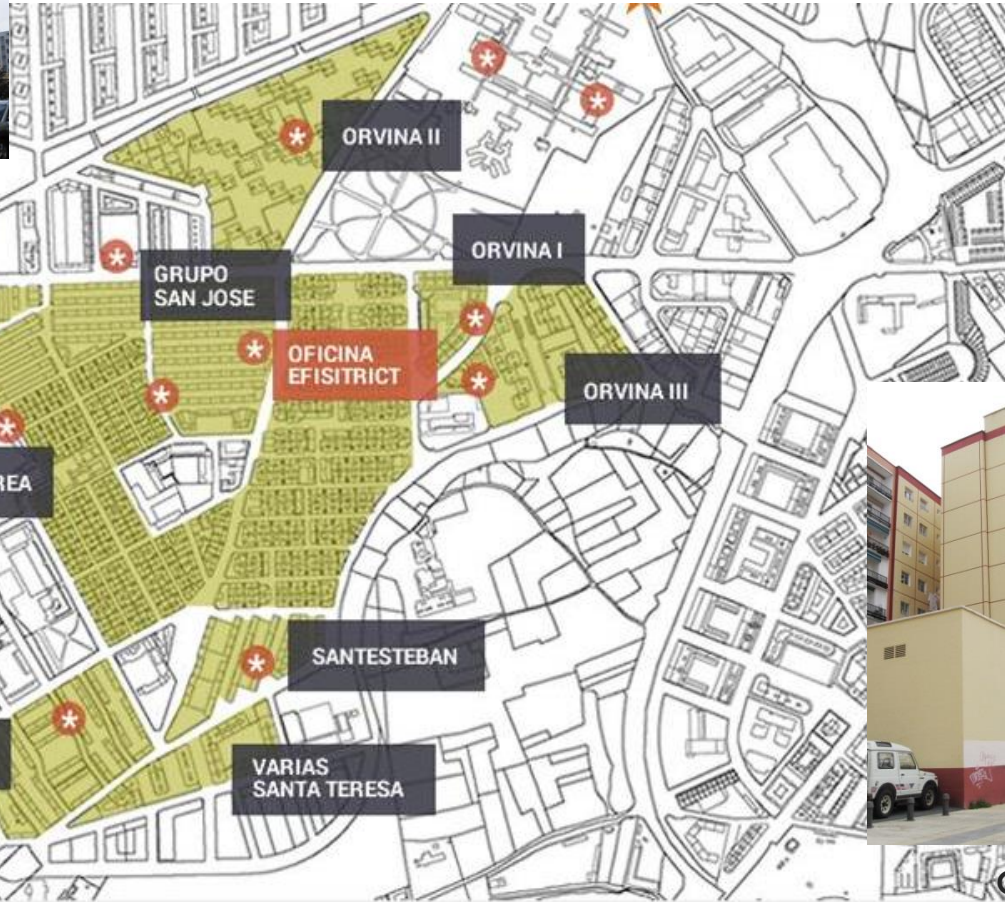 ORVINA II
ORVINA I
GRUPO
SAN JOSE
OFICINA
EFISITRICT
ORVINA III
REA
SANTESTEBAN
VARIAS
SANTA TERESA